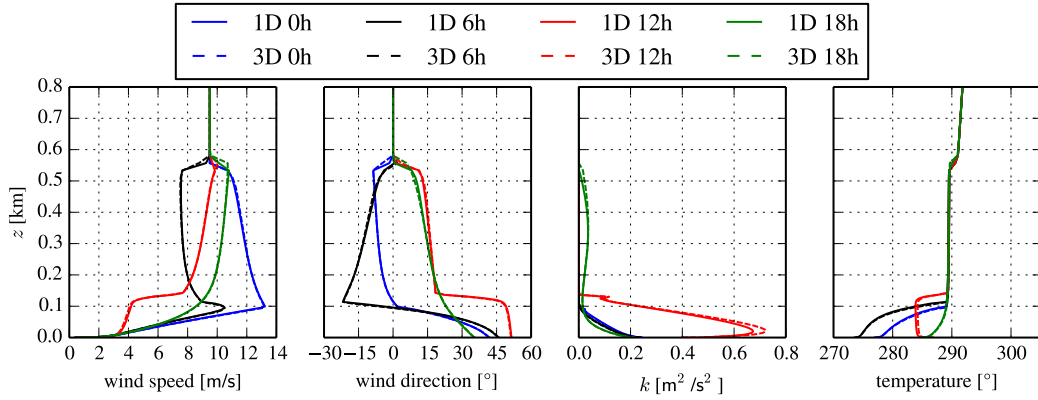 1D 0h 1D 6h 1D 12h 1D 18h
3D 0h 3D 6h 3D 12h 3D 18h
0.8
0.7
0.6
0.5
0.4
0.3
0.2
0.1
0.0
z [km]
0 2 4 6 8 10 12 14
wind speed [m/s]
−30−15 0 15 30 45 60
wind direction [°]
0.0 0.2 0.4 0.6 0.8
k [m² /s²]
270 280 290 300
temperature [°]